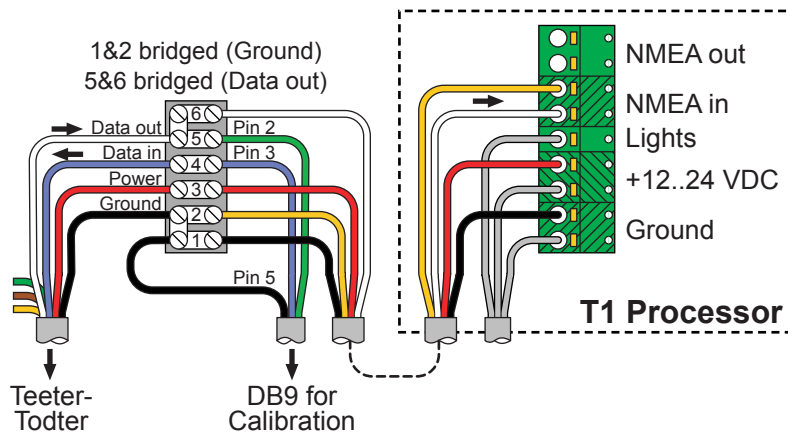 1&2 bridged (Ground)
5&6 bridged (Data out)
6
Data out
5
Pin 2
Data in
4
Pin 3
Power
3
Ground
2
1
Pin 5
Teeter-
Todter
DB9 for
Calibration
NMEA out
NMEA in
Lights
+12..24 VDC
Ground
T1 Processor